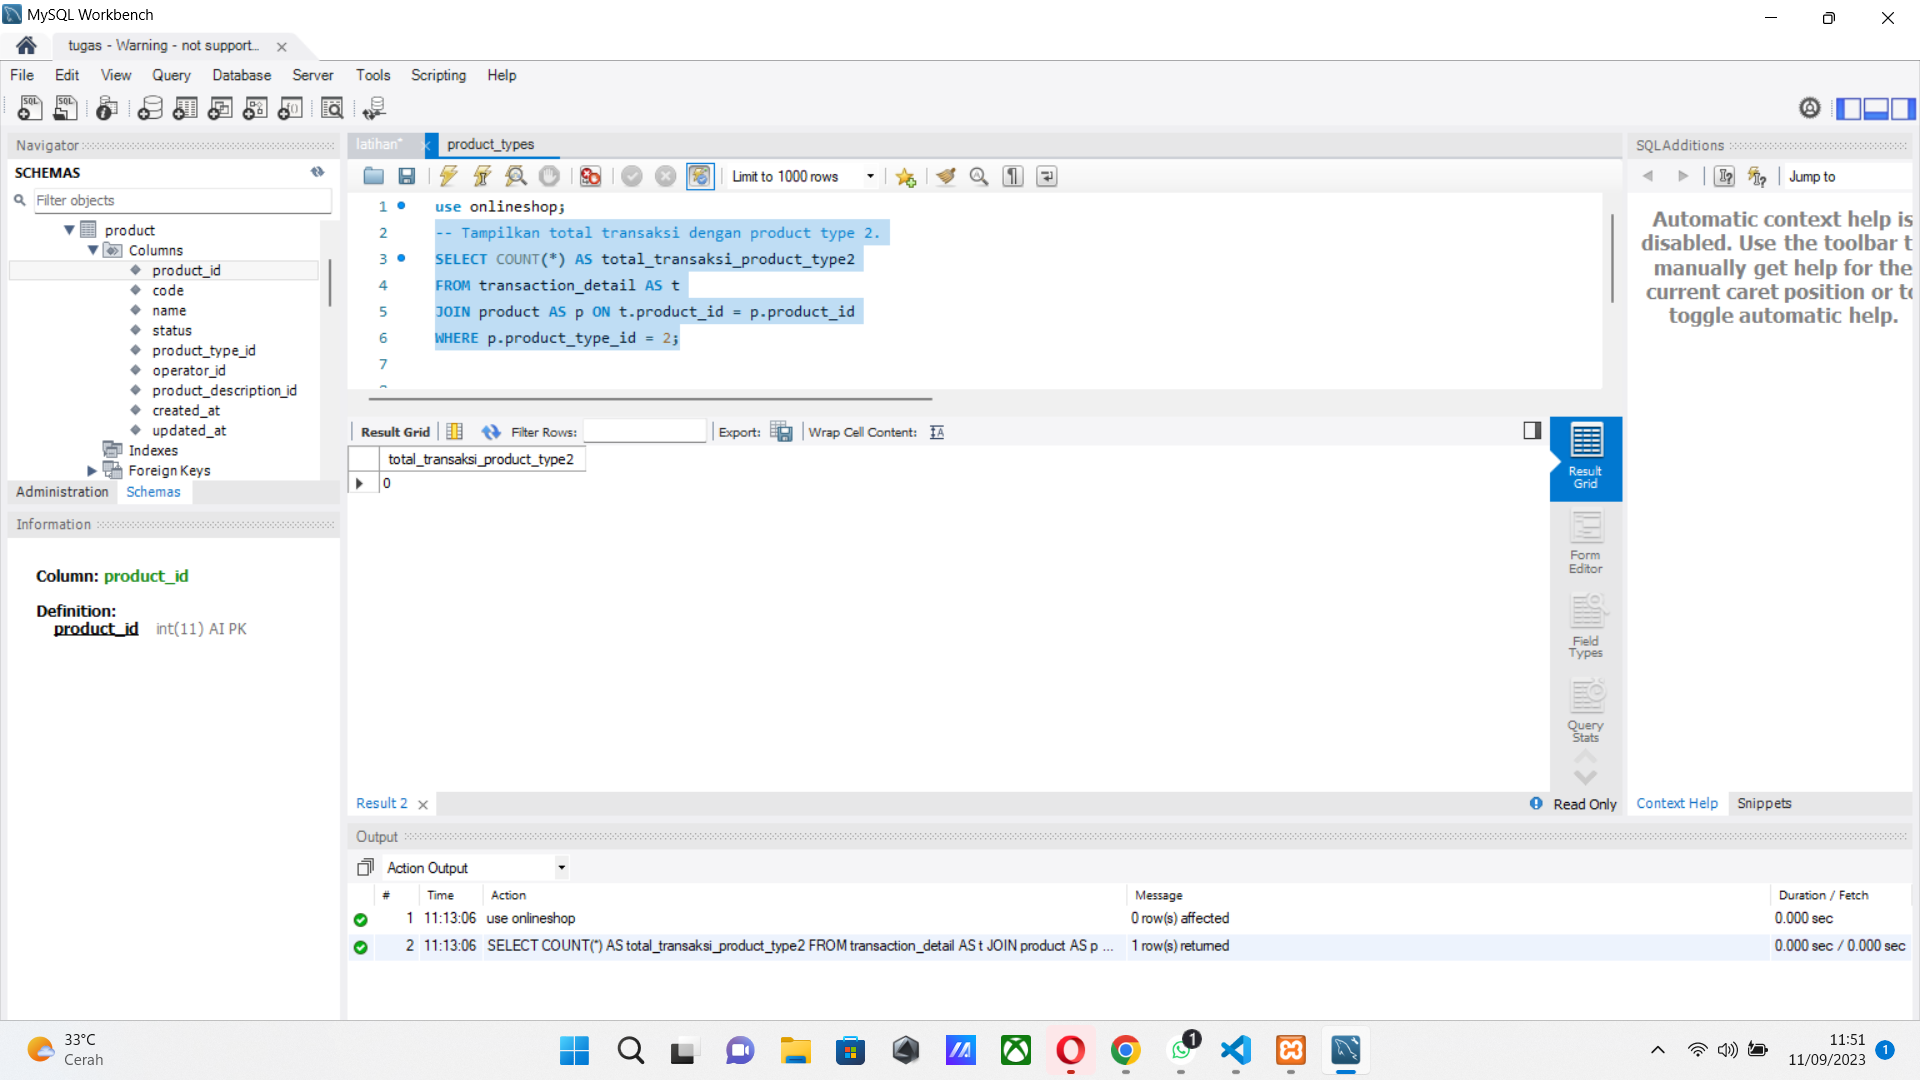 MySQL Workbench
tugas - Warning - not support...
File Edit View Query Database Server Tools Scripting Help
Navigator
SCHEMAS
Filter objects
product
Columns
product_id
code
name
status
product_type_id
operator_id
product_description_id
created_at
updated_at
Indexes
Foreign Keys
Administration Schemas
Information
Column: product_id
Definition:
product_id int(11) AI PK
latihan* product_types
Limit to 1000 rows
1 use onlineshop;
2 -- Tampilkan total transaksi dengan product type 2.
3 SELECT COUNT(*) AS total_transaksi_product_type2
4 FROM transaction_detail AS t
5 JOIN product AS p ON t.product_id = p.product_id
6 WHERE p.product_type_id = 2;
7
Result Grid Filter Rows: Export: Wrap Cell Content:
total_transaksi_product_type2
0
Result
Grid
Form
Editor
Field
Types
Query
Stats
Result 2 Read Only
SQLAdditions
Jump to
Automatic context help is
disabled. Use the toolbar t
manually get help for the
current caret position or to
toggle automatic help.
Context Help Snippets
Output
Action Output
# Time Action Message Duration / Fetch
1 11:13:06 use onlineshop 0 row(s) affected 0.000 sec
2 11:13:06 SELECT COUNT(*) AS total_transaksi_product_type2 FROM transaction_detail AS t JOIN product AS p ... 1 row(s) returned 0.000 sec / 0.000 sec
33°C
Cerah
1
11:51
11/09/2023
1